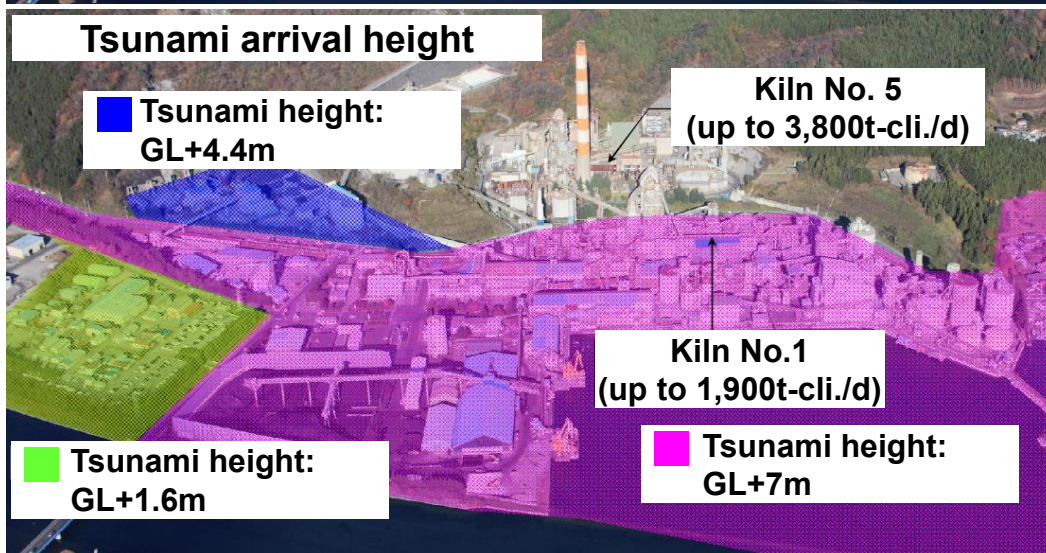 Tsunami arrival height
Tsunami height:
GL+4.4m
Kiln No. 5
(up to 3,800t-cli./d)
Kiln No.1
(up to 1,900t-cli./d)
Tsunami height:
GL+1.6m
Tsunami height:
GL+7m